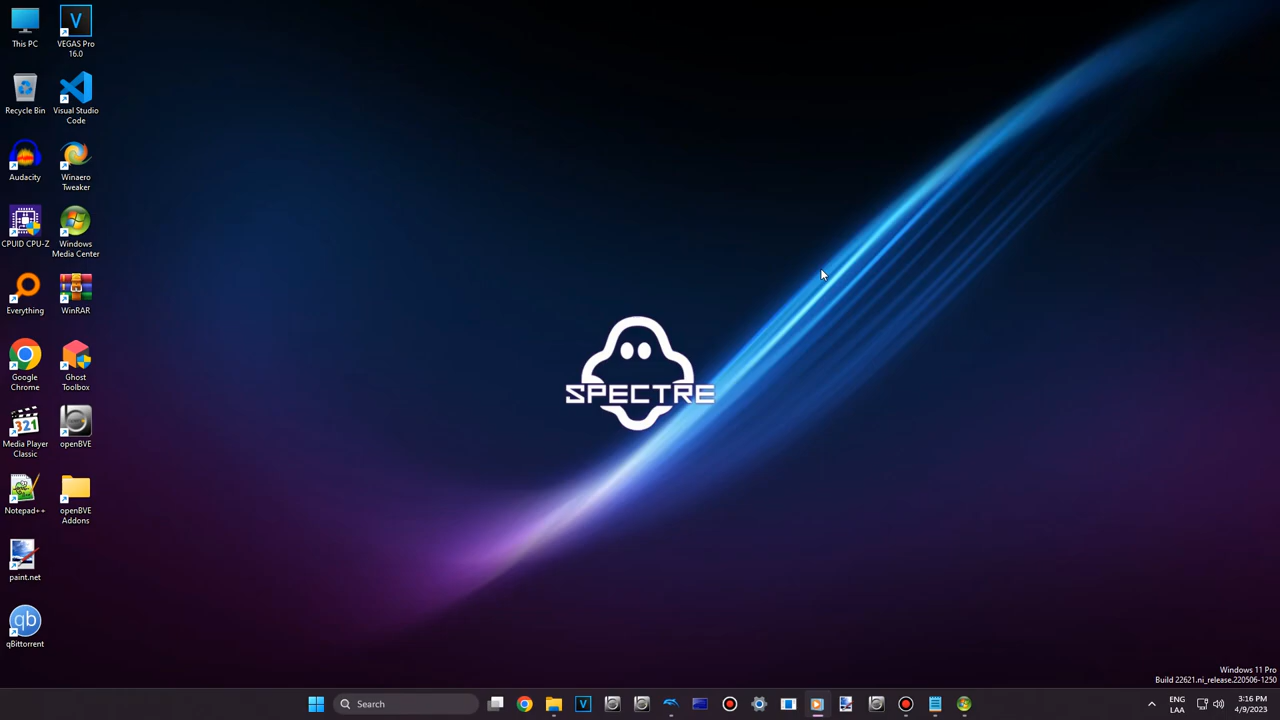 This PC
VEGAS Pro
16.0
Recycle Bin
Visual Studio
Code
Audacity
Winaero
Tweaker
CPUID CPU-Z
Windows
Media Center
Everything
WinRAR
Google
Chrome
Ghost
Toolbox
Media Player
Classic
321
openBVE
Notepad++
openBVE
Addons
paint.net
qb
qBittorrent
SPECTRE
Windows 11 Pro
Build 22621.ni_release.220506-1250
Search
ENG
LAA
3:16 PM
4/9/2023